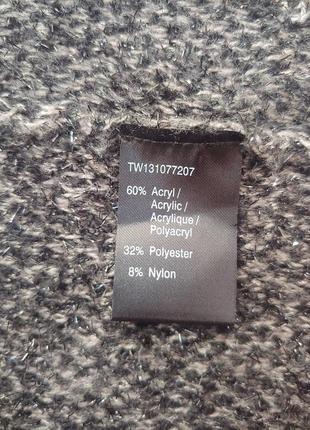 TW131077207
60% Acryl /
Acrylic /
Acrylique /
Polyacryl
32% Polyester
8% Nylon